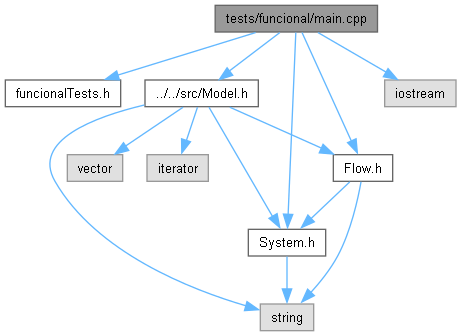 tests/funcional/main.cpp
funcionalTests.h
../../src/Model.h
iostream
vector
iterator
Flow.h
System.h
string